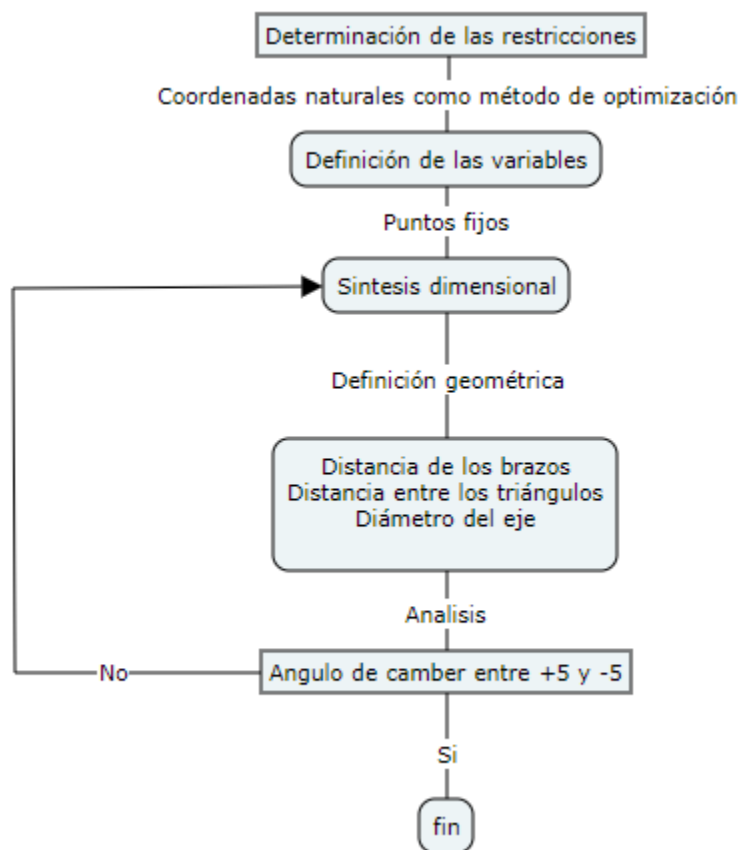 Determinación de las restricciones
Coordenadas naturales como método de optimización
Definición de las variables
Puntos fijos
Sintesis dimensional
Definición geométrica
Distancia de los brazos
Distancia entre los triángulos
Diámetro del eje
Analisis
No
Angulo de camber entre +5 y -5
Si
fin